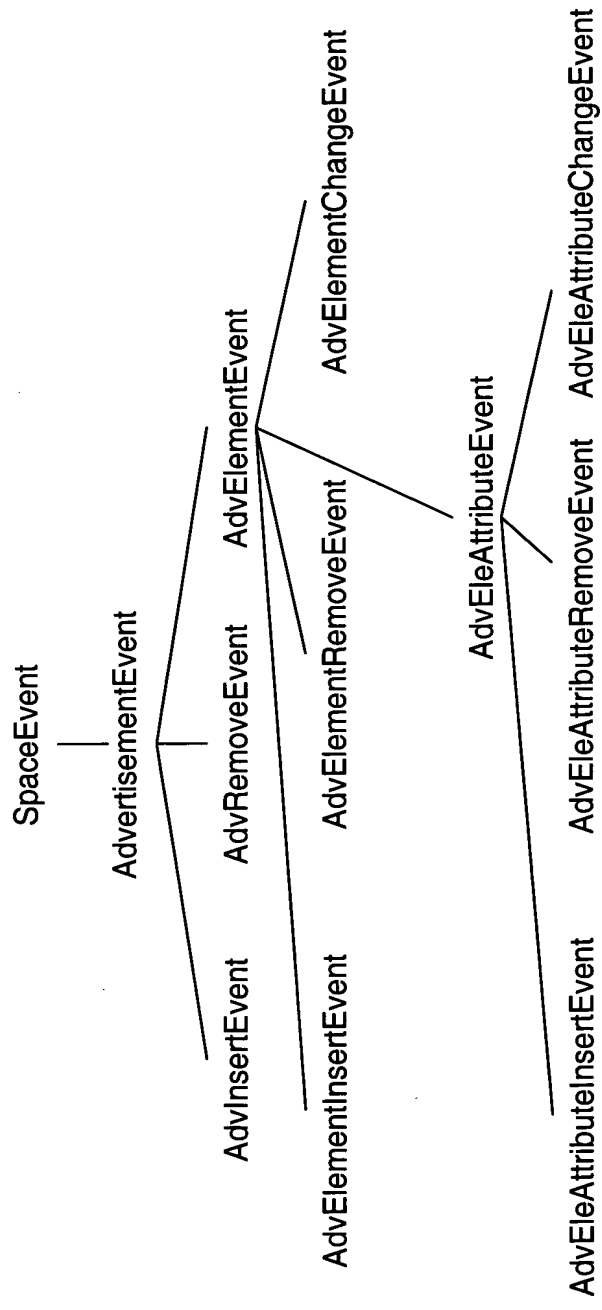 SpaceEvent
AdvertisementEvent
AdvInsertEvent
AdvRemoveEvent
AdvElementEvent
AdvElementInsertEvent
AdvElementRemoveEvent
AdvElementChangeEvent
AdvEleAttributeEvent
AdvEleAttributeInsertEvent
AdvEleAttributeRemoveEvent
AdvEleAttributeChangeEvent